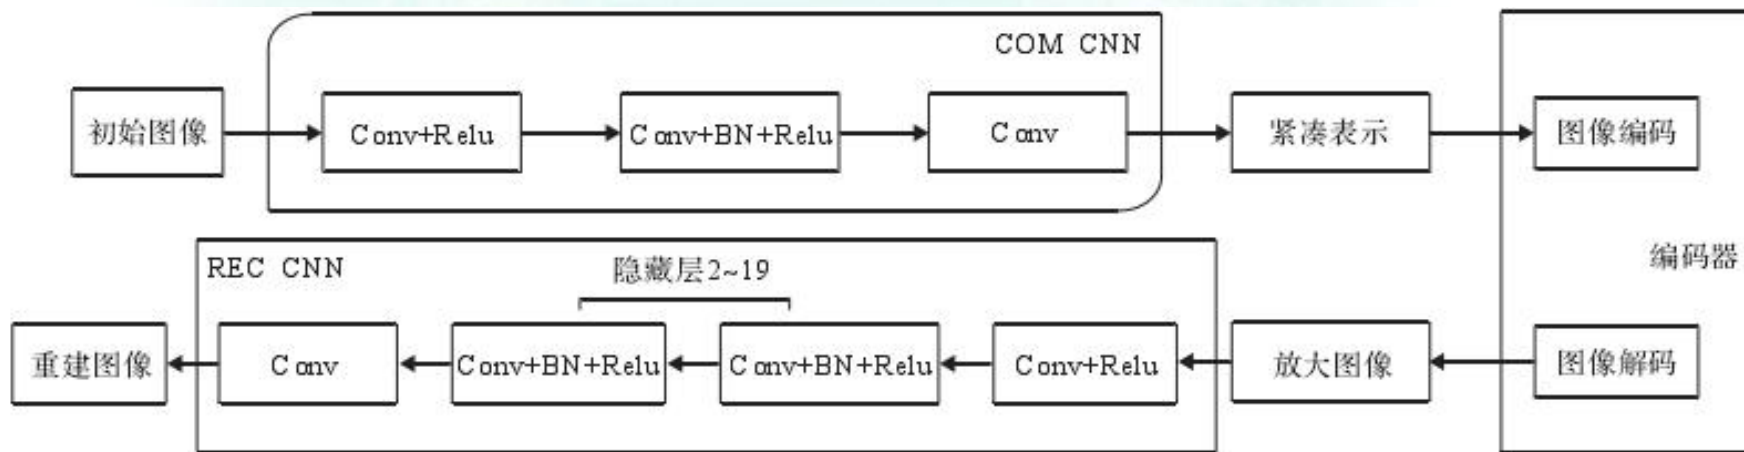 COM CNN
初始图像
Conv+Relu
Conv+BN+Relu
Conv
紧凑表示
图像编码
REC CNN
隐藏层2~19
编码器
重建图像
Conv
Conv+BN+Relu
Conv+BN+Relu
Conv+Relu
放大图像
图像解码